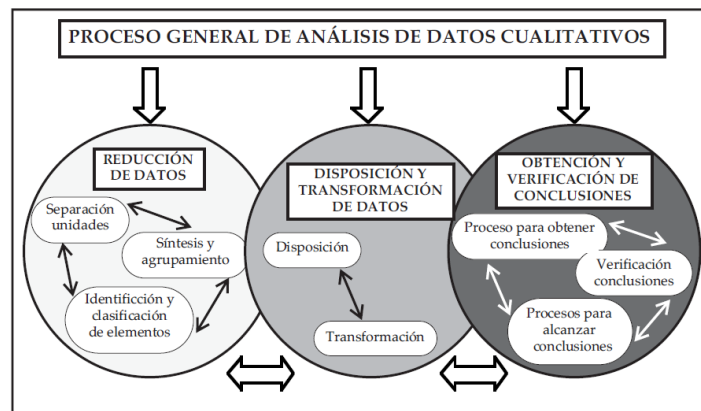 PROCESO GENERAL DE ANÁLISIS DE DATOS CUALITATIVOS
REDUCCIÓN
DE DATOS
Separación
unidades
Síntesis y
agrupamiento
Identificción y
clasificación
de elementos
DISPOSICIÓN Y
TRANSFORMACIÓN
DE DATOS
Disposición
Transformación
OBTENCIÓN Y
VERIFICACIÓN DE
CONCLUSIONES
Proceso para obtener
conclusiones
Verificación
conclusiones
Procesos para
alcanzar
conclusiones